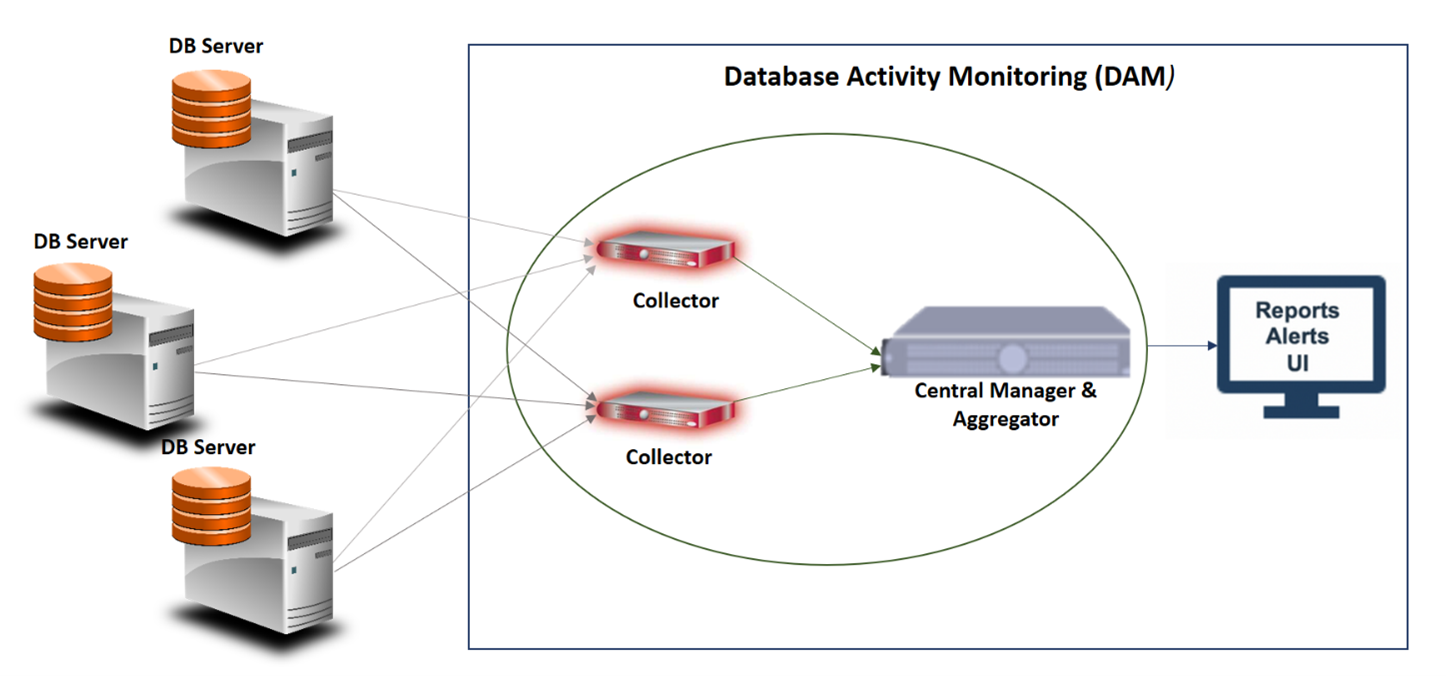 DB Server
Database Activity Monitoring (DAM)
DB Server
Collector
Reports
Alerts
UI
Central Manager &
Aggregator
DB Server
Collector